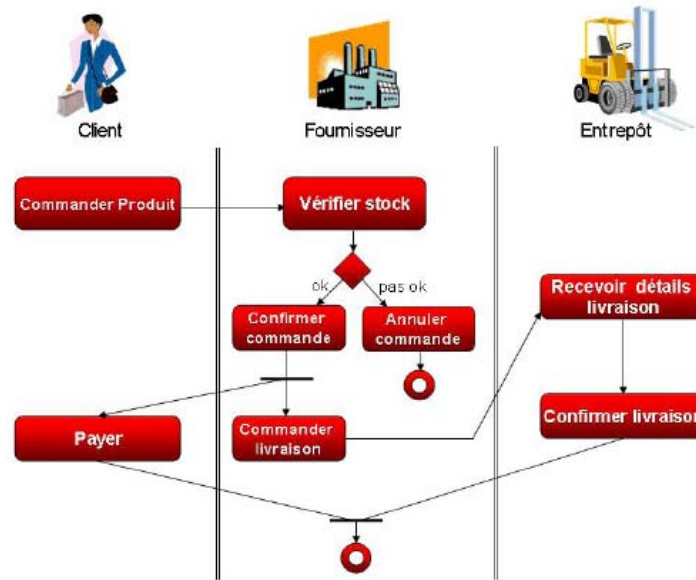 Client
Fournisseur
Entrepôt
Commander Produit
Vérifier stock
ok
pas ok
Confirmer
commande
Annuler
commande
Recevoir détails
livraison
Payer
Commander
livraison
Confirmer livraison